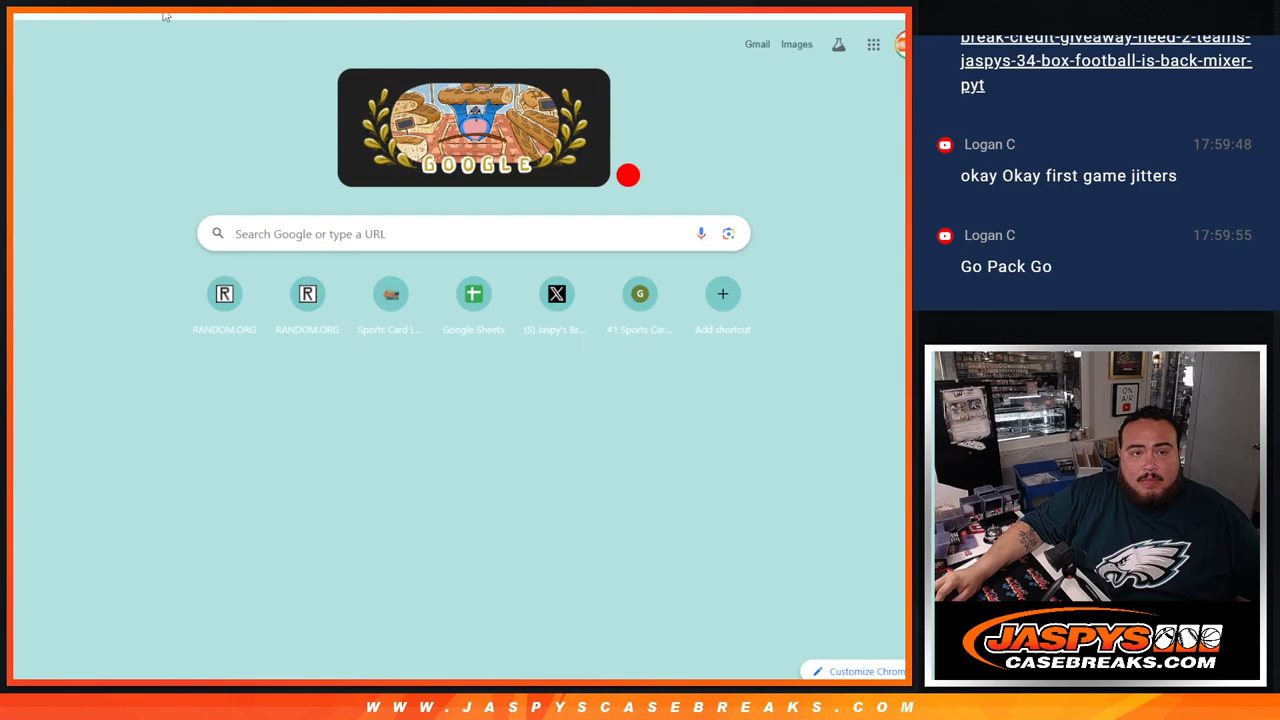 Gmail Images
GOOGLE
Search Google or type a URL
G
RANDOM.ORG RANDOM.ORG Sports Card L... Google Sheets (5) Jaspy's Br... #1 Sports Car... Add shortcut
Customize Chrom
break-credit-giveaway-need-2-teams-
jaspys-34-box-football-is-back-mixer-
pyt
Logan C 17:59:48
okay Okay first game jitters
Logan C 17:59:55
Go Pack Go
ON
AIR
JASPYS
CASEBREAKS.COM
WWW.JASPYSCASEBREAKS.COM